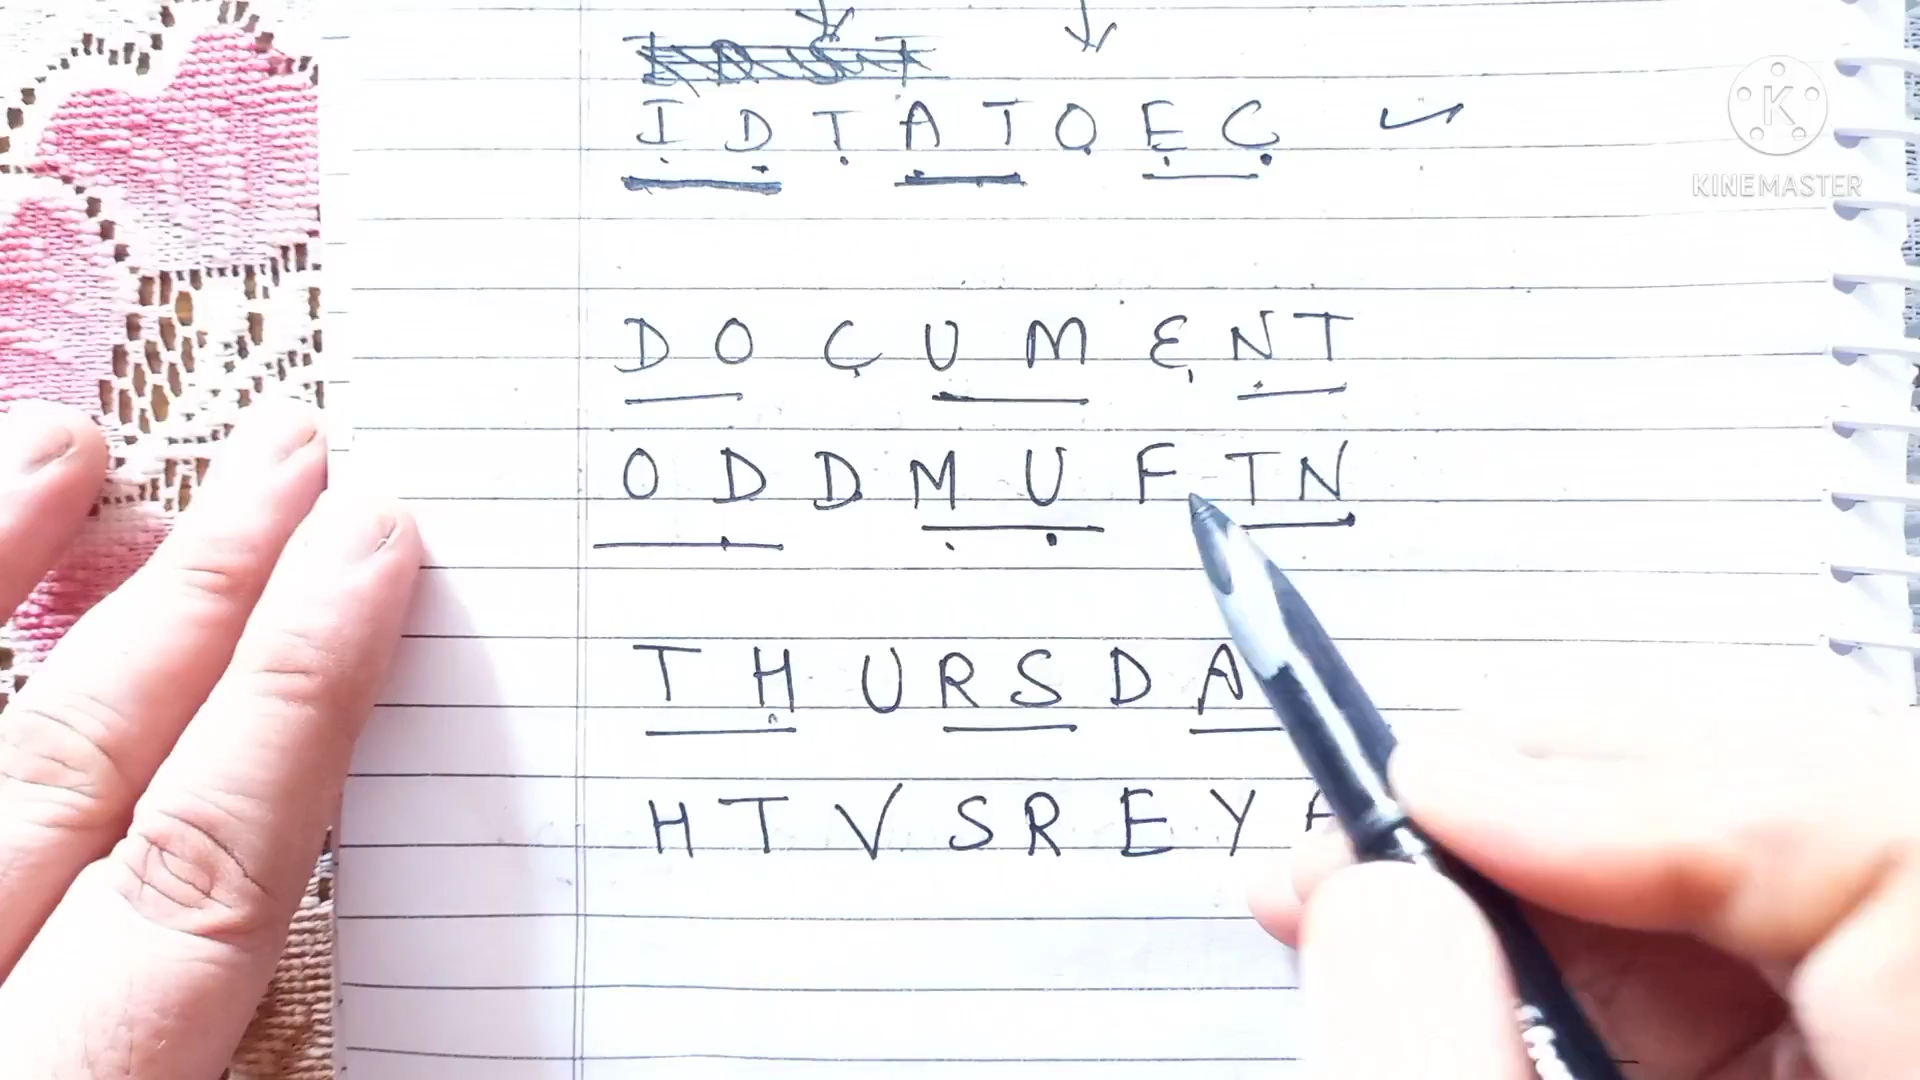 I D T A T O E C
K
KINEMASTER
D O C U M E N T
O D D M U F T N
T H U R S D A
H T V S R E Y